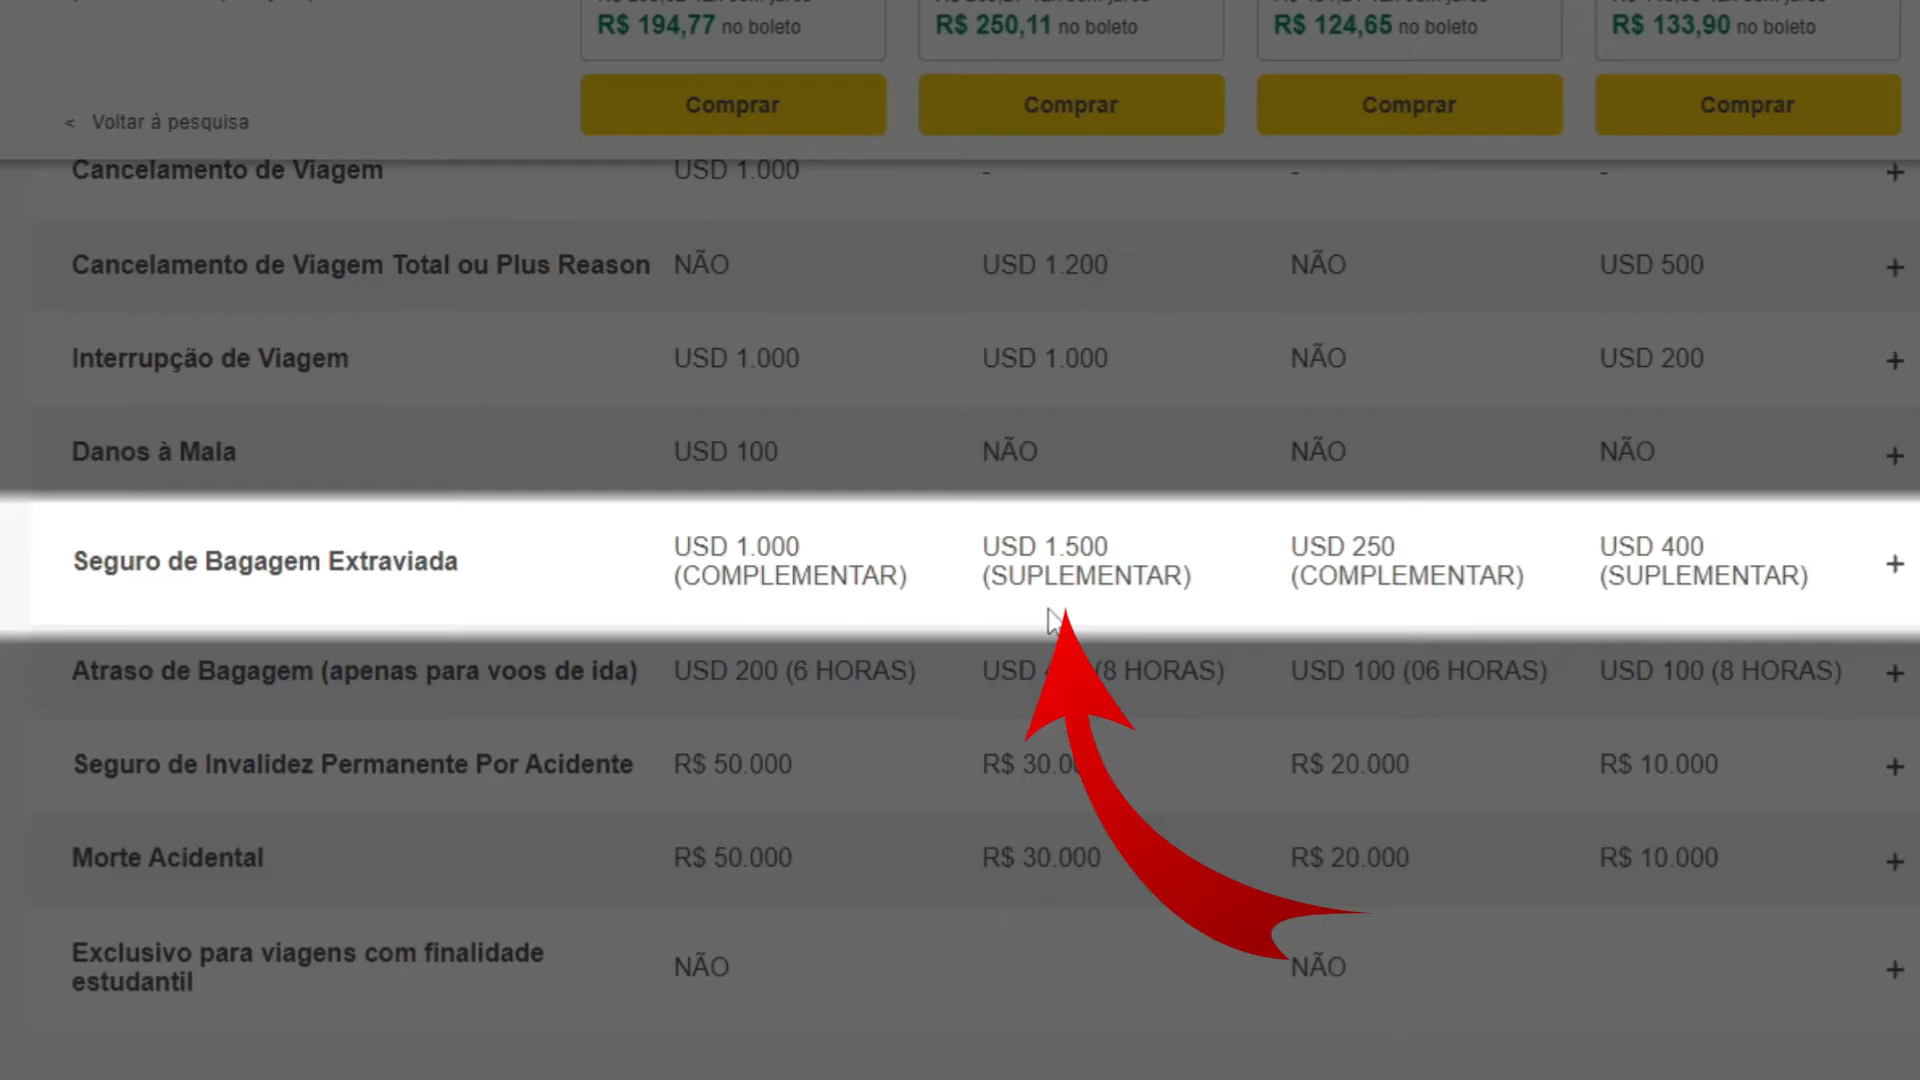 R$ 194,77 no boleto
R$ 250,11 no boleto
R$ 124,65 no boleto
R$ 133,90 no boleto
Comprar
Comprar
Comprar
Comprar
< Voltar à pesquisa
Cancelamento de Viagem USD 1.000 - - - +
Cancelamento de Viagem Total ou Plus Reason NÃO USD 1.200 NÃO USD 500 +
Interrupção de Viagem USD 1.000 USD 1.000 NÃO USD 200 +
Danos à Mala USD 100 NÃO NÃO NÃO +
Seguro de Bagagem Extraviada
USD 1.000
(COMPLEMENTAR)
USD 1.500
(SUPLEMENTAR)
USD 250
(COMPLEMENTAR)
USD 400
(SUPLEMENTAR)
+
Atraso de Bagagem (apenas para voos de ida) USD 200 (6 HORAS) USD (8 HORAS) USD 100 (06 HORAS) USD 100 (8 HORAS) +
Seguro de Invalidez Permanente Por Acidente R$ 50.000 R$ 30.0 R$ 20.000 R$ 10.000 +
Morte Acidental R$ 50.000 R$ 30.000 R$ 20.000 R$ 10.000 +
Exclusivo para viagens com finalidade
estudantil
NÃO
NÃO
+